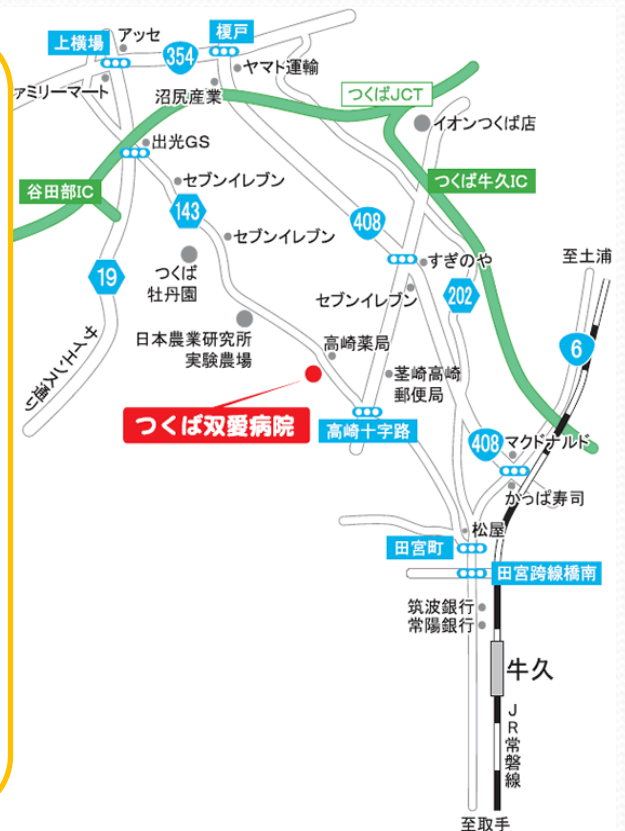 上横場
アッセ
榎戸
354
ヤマト運輸
ァミリーマート
沼尻産業
つくばJCT
イオンつくば店
出光GS
谷田部IC
セブンイレブン
つくば牛久IC
143
408
セブンイレブン
すぎのや
至土浦
つくば
牡丹園
19
セブンイレブン
202
日本農業研究所
実験農場
高崎薬局
6
サイエンス通り
茎崎高崎
郵便局
つくば双愛病院
高崎十字路
408
マクドナルド
かっぱ寿司
松屋
田宮町
田宮跨線橋南
筑波銀行
常陽銀行
牛久
JR常磐線
至取手